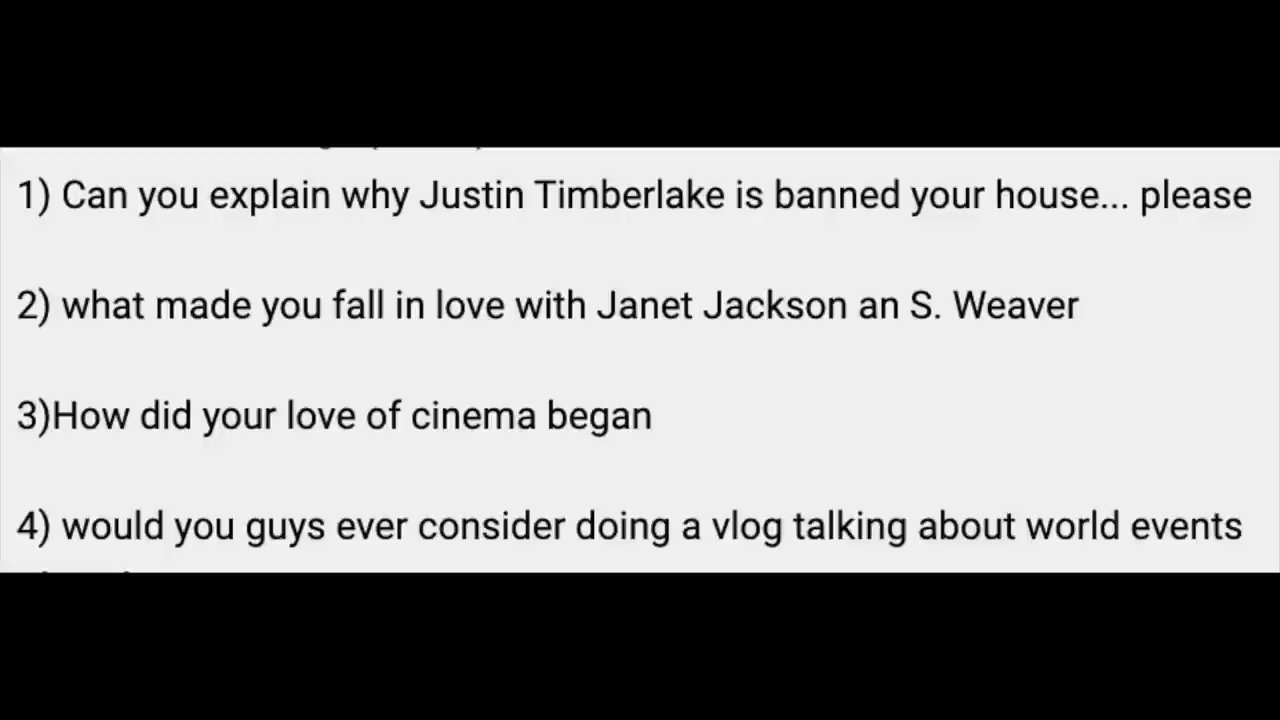 1) Can you explain why Justin Timberlake is banned your house... please
2) what made you fall in love with Janet Jackson an S. Weaver
3)How did your love of cinema began
4) would you guys ever consider doing a vlog talking about world events